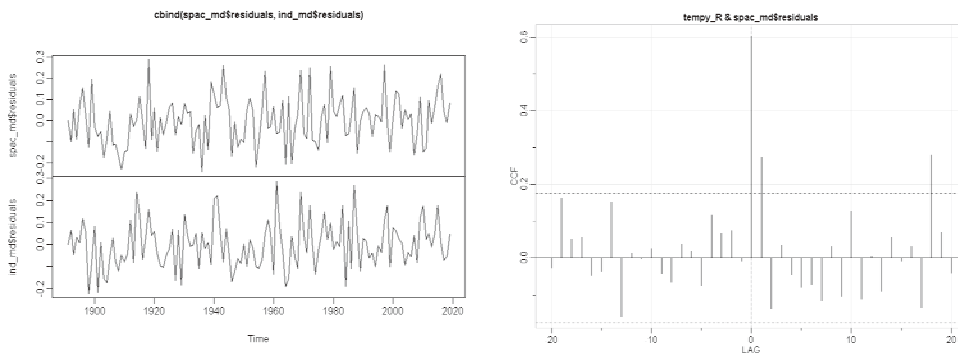 cbind(spac_md$residuals, ind_md$residuals)
spac_md$residuals
-0.2 0.0 0.1 0.2 0.3
ind_md$residuals
-0.2 0.0 0.1 0.2 0.3
1900 1920 1940 1960 1980 2000 2020
Time
tempy_R & spac_md$residuals
CCF
0.0 0.2 0.4 0.6
20 10 0 10 20
LAG